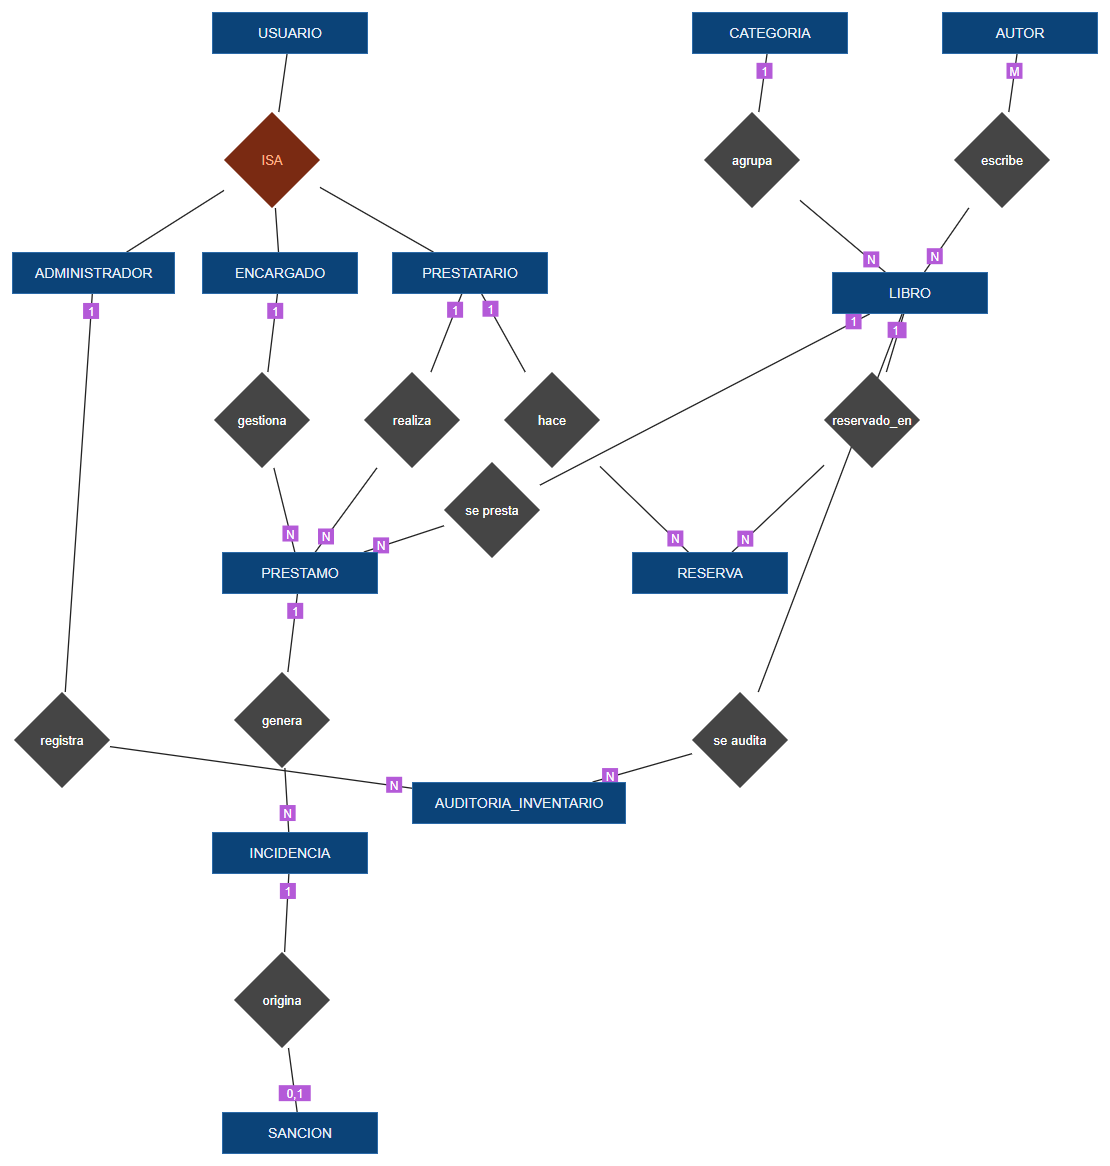 USUARIO
CATEGORIA
AUTOR
1
M
ISA
agrupa
escribe
N
N
ADMINISTRADOR
ENCARGADO
PRESTATARIO
LIBRO
1
1
1
1
1
1
gestiona
realiza
hace
reservado_en
se presta
N
N
N
N
N
PRESTAMO
RESERVA
1
genera
registra
se audita
N
N
AUDITORIA_INVENTARIO
N
INCIDENCIA
1
origina
0,1
SANCION